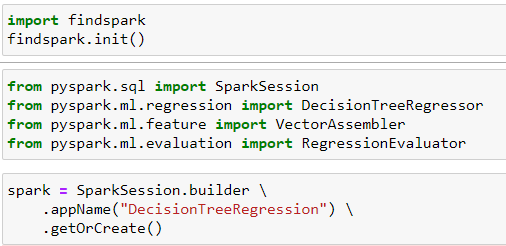 import findspark
findspark.init()
from pyspark.sql import SparkSession
from pyspark.ml.regression import DecisionTreeRegressor
from pyspark.ml.feature import VectorAssembler
from pyspark.ml.evaluation import RegressionEvaluator
spark = SparkSession.builder \
    .appName("DecisionTreeRegression") \
    .getOrCreate()